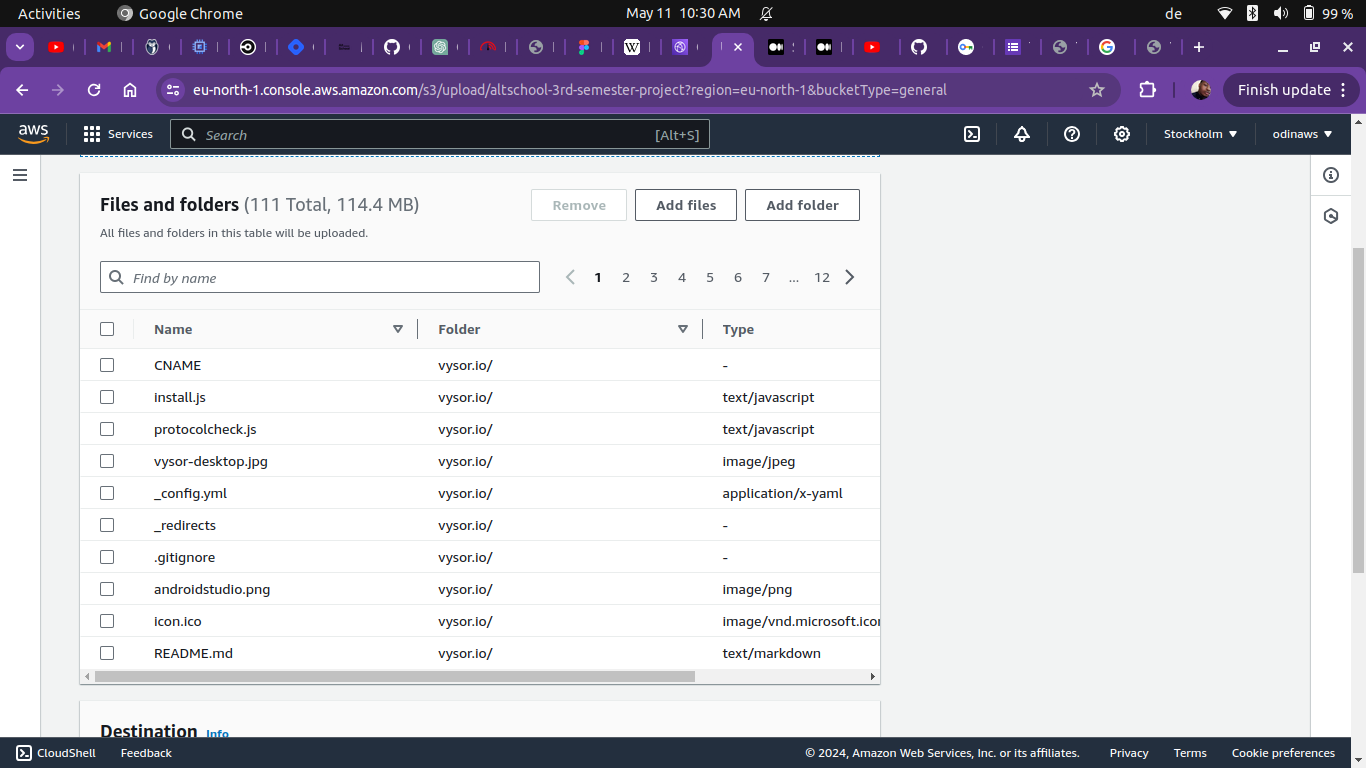 Activities Google Chrome May 11 10:30 AM de 99 %
eu-north-1.console.aws.amazon.com/s3/upload/altschool-3rd-semester-project?region=eu-north-1&bucketType=general Finish update
aws Services Search [Alt+S] Stockholm odinaws
Files and folders (111 Total, 114.4 MB) Remove Add files Add folder
All files and folders in this table will be uploaded.
Find by name 1 2 3 4 5 6 7 ... 12
Name Folder Type
CNAME vysor.io/ -
install.js vysor.io/ text/javascript
protocolcheck.js vysor.io/ text/javascript
vysor-desktop.jpg vysor.io/ image/jpeg
_config.yml vysor.io/ application/x-yaml
_redirects vysor.io/ -
.gitignore vysor.io/ -
androidstudio.png vysor.io/ image/png
icon.ico vysor.io/ image/vnd.microsoft.icon
README.md vysor.io/ text/markdown
Destination Info
CloudShell Feedback © 2024, Amazon Web Services, Inc. or its affiliates. Privacy Terms Cookie preferences